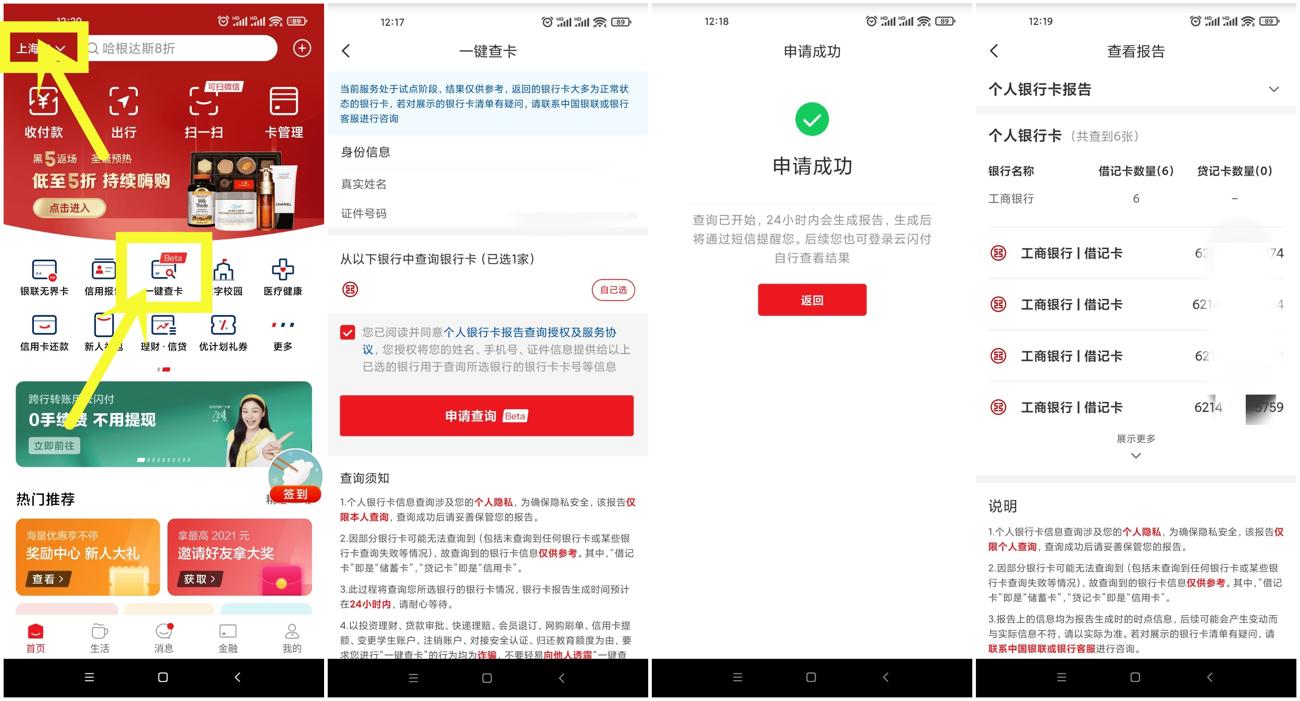 12:20
HD HD 89
上海
哈根达斯8折
可扫微信
收付款 出行 扫一扫 卡管理
黑5返场 圣诞预热
低至5折 持续嗨购
点击进入
Beta
银联无界卡 信用报 一键查卡 字校园 医疗健康
信用卡还款 新人 包 理财·信贷 优计划礼券 更多
跨行转账用云闪付
0手续费 不用提现
立即前往
签到
热门推荐
海量优惠享不停
奖励中心 新人大礼
查看
拿最高 2021 元
邀请好友拿大奖
获取
首页 生活 消息 金融 我的
12:17
HD HD 89
一键查卡
当前服务处于试点阶段，结果仅供参考，返回的银行卡大多为正常状
态的银行卡，若对展示的银行卡清单有疑问，请联系中国银联或银行
客服进行咨询
身份信息
真实姓名
证件号码
从以下银行中查询银行卡 (已选1家)
自己选
您已阅读并同意个人银行卡报告查询授权及服务协
议，您授权将您的姓名、手机号、证件信息提供给以上
已选的银行用于查询所选银行的银行卡卡号等信息
申请查询 Beta
查询须知
1.个人银行卡信息查询涉及您的个人隐私，为确保隐私安全，该报告仅
限本人查询，查询成功后请妥善保管您的报告。
2.因部分银行卡可能无法查询到（包括未查询到任何银行卡或某些银
行卡查询失败等情况），故查询到的银行卡信息仅供参考。其中，“借记
卡”即是“储蓄卡”，“贷记卡”即是“信用卡”。
3.此过程将查询您所选银行的银行卡情况，银行卡报告生成时间预计
在24小时内，请耐心等待。
4.以投资理财、贷款审批、快递理赔、会员退订、网购刷单、信用卡提
额、变更学生账户、注销账户、对接安全认证、归还教育额度为由，要
求您进行“一键查卡”的行为均为诈骗，不要轻易向他人透露“一键查
12:18
HD HD 89
申请成功
申请成功
查询已开始，24小时内会生成报告，生成后
将通过短信提醒您。后续您也可登录云闪付
自行查看结果
返回
12:19
HD HD 89
查看报告
个人银行卡报告
个人银行卡 （共查到6张）
银行名称 借记卡数量(6) 贷记卡数量(0)
工商银行 6 –
工商银行 | 借记卡 62 74
工商银行 | 借记卡 621 4
工商银行 | 借记卡 62
工商银行 | 借记卡 6214 5759
展示更多
说明
1.个人银行卡信息查询涉及您的个人隐私，为确保隐私安全，该报告仅
限个人查询，查询成功后请妥善保管您的报告。
2.因部分银行卡可能无法查询到（包括未查询到任何银行卡或某些银
行卡查询失败等情况），故查询到的银行卡信息仅供参考。其中，“借记
卡”即是“储蓄卡”，“贷记卡”即是“信用卡”。
3.报告上的信息均为报告生成时的时点信息，后续可能会产生变动而
与实际信息不符，请以实际为准。若对展示的银行卡清单有疑问，请
联系中国银联或银行客服进行咨询。